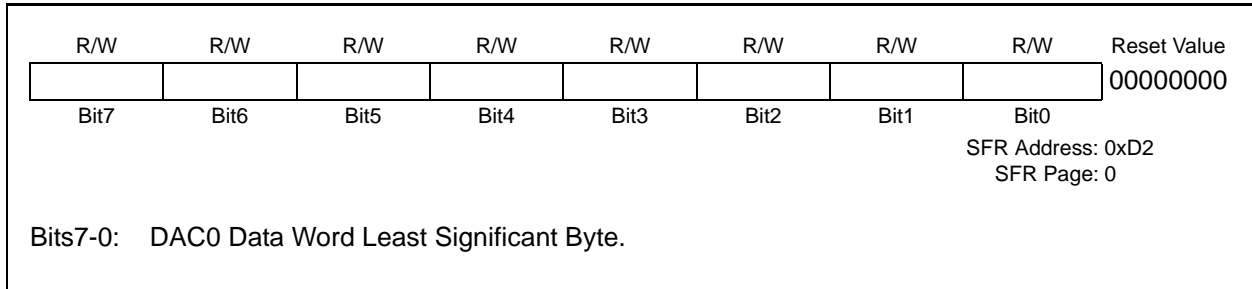 R/W R/W R/W R/W R/W R/W R/W R/W Reset Value
00000000
Bit7 Bit6 Bit5 Bit4 Bit3 Bit2 Bit1 Bit0
SFR Address: 0xD2
SFR Page: 0
Bits7-0: DAC0 Data Word Least Significant Byte.